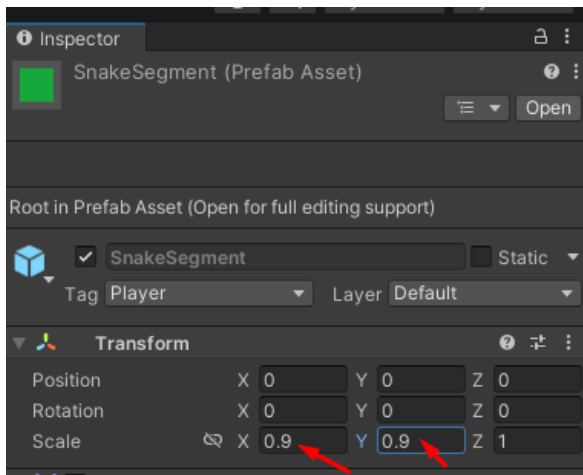 Inspector
SnakeSegment (Prefab Asset)
Open
Root in Prefab Asset (Open for full editing support)
SnakeSegment Static
Tag Player Layer Default
Transform
Position X 0 Y 0 Z 0
Rotation X 0 Y 0 Z 0
Scale X 0.9 Y 0.9 Z 1